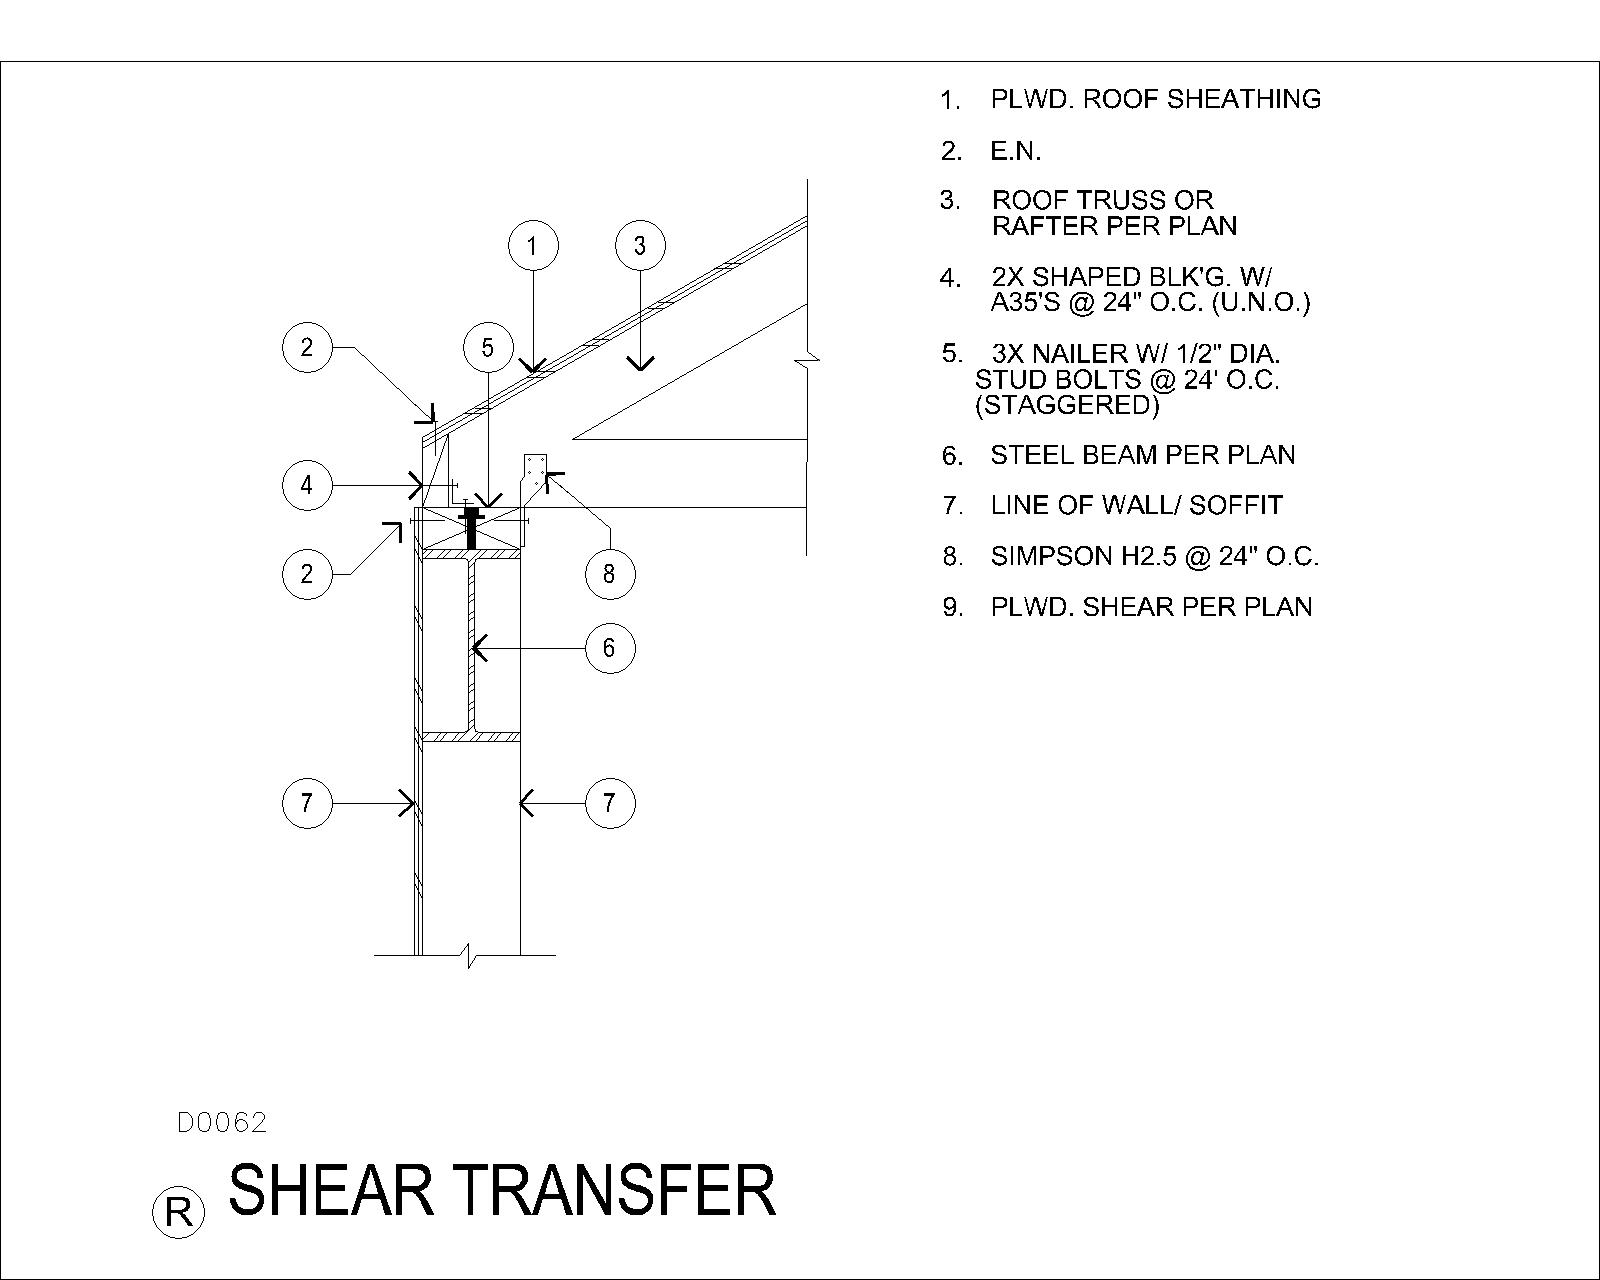 1. PLWD. ROOF SHEATHING
2. E.N.
3. ROOF TRUSS OR
RAFTER PER PLAN
4. 2X SHAPED BLK'G. W/
A35'S @ 24" O.C. (U.N.O.)
5. 3X NAILER W/ 1/2" DIA.
STUD BOLTS @ 24' O.C.
(STAGGERED)
6. STEEL BEAM PER PLAN
7. LINE OF WALL/ SOFFIT
8. SIMPSON H2.5 @ 24" O.C.
9. PLWD. SHEAR PER PLAN
1
3
2
5
4
2
8
6
7
7
D0062
R SHEAR TRANSFER